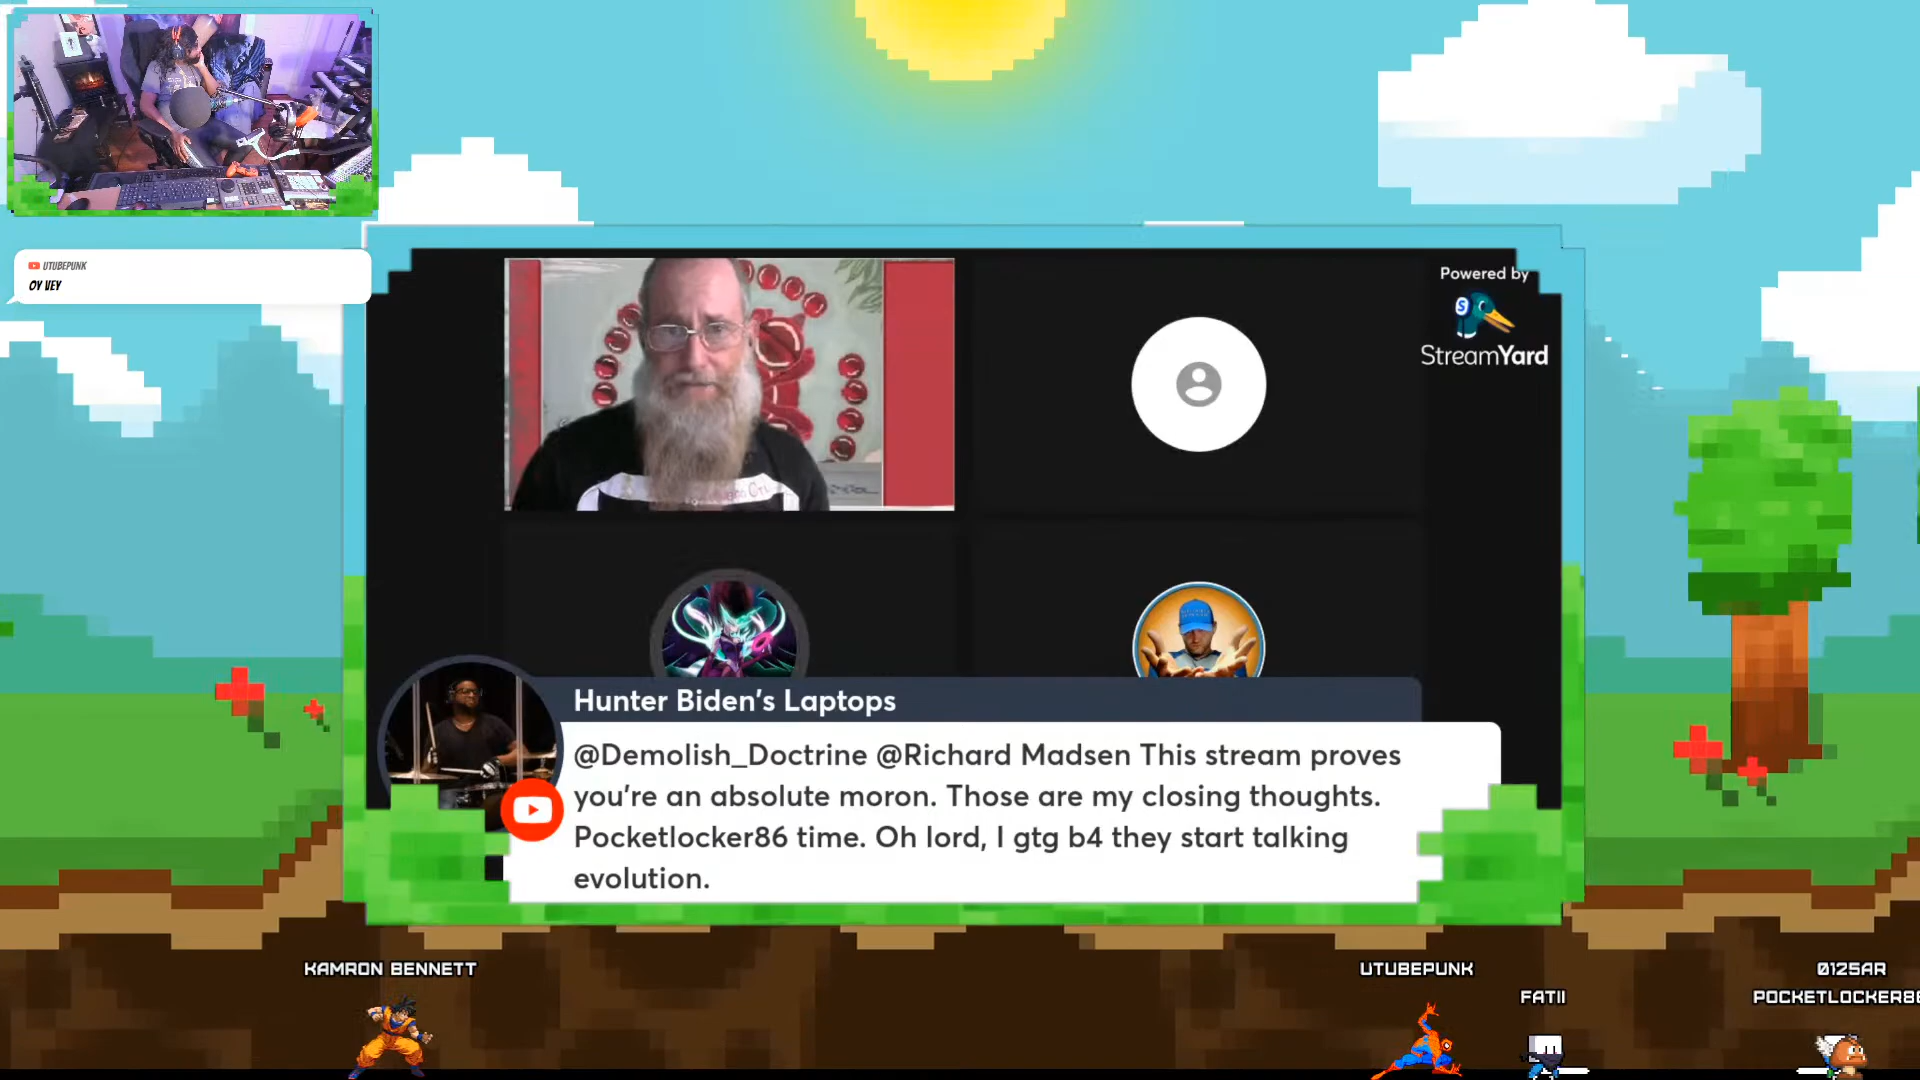 UTUBEPUNK
OY VEY
Powered by
StreamYard
Hunter Biden's Laptops
@Demolish_Doctrine @Richard Madsen This stream proves
you're an absolute moron. Those are my closing thoughts.
Pocketlocker86 time. Oh lord, I gtg b4 they start talking
evolution.
KAMRON BENNETT
UTUBEPUNK
FATII
0125AR
POCKETLOCKER86